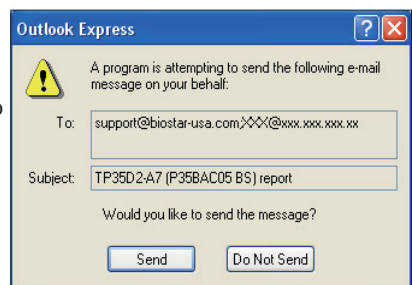 Outlook Express
A program is attempting to send the following e-mail
message on your behalf:
To: support@biostar-usa.com;XXX@xxx.xxx.xxx.xx
Subject: TP35D2-A7 (P35BAC05 BS) report
Would you like to send the message?
Send Do Not Send